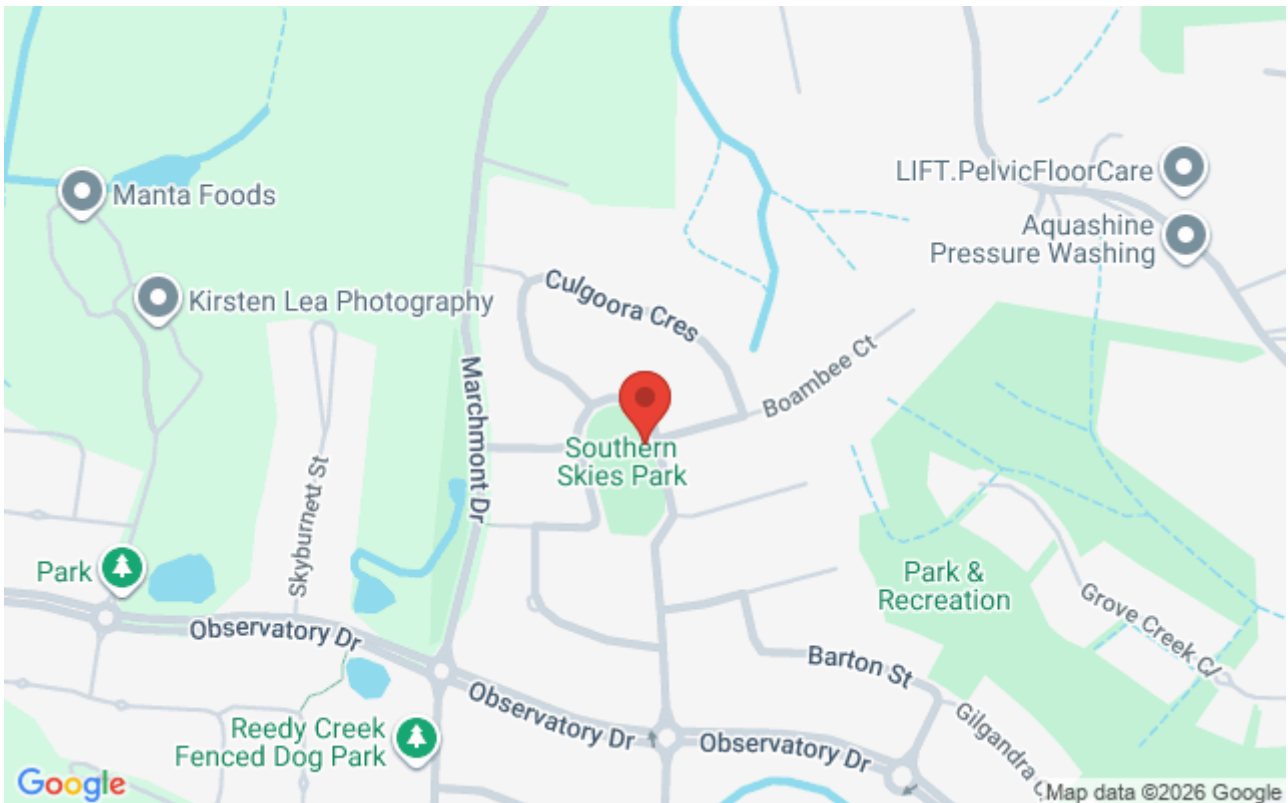 LIFT.PelvicFloorCare
Manta Foods
Aquashine
Pressure Washing
Kirsten Lea Photography
Culgoora Cres
Boambee Ct
Marchmont Dr
Southern
Skies Park
Skyburnett St
Park
Park &
Recreation
Grove Creek
Observatory Dr
Barton St
Observatory Dr
Observatory Dr
Gilgandra
Reedy Creek
Fenced Dog Park
Google
Map data ©2026 Google